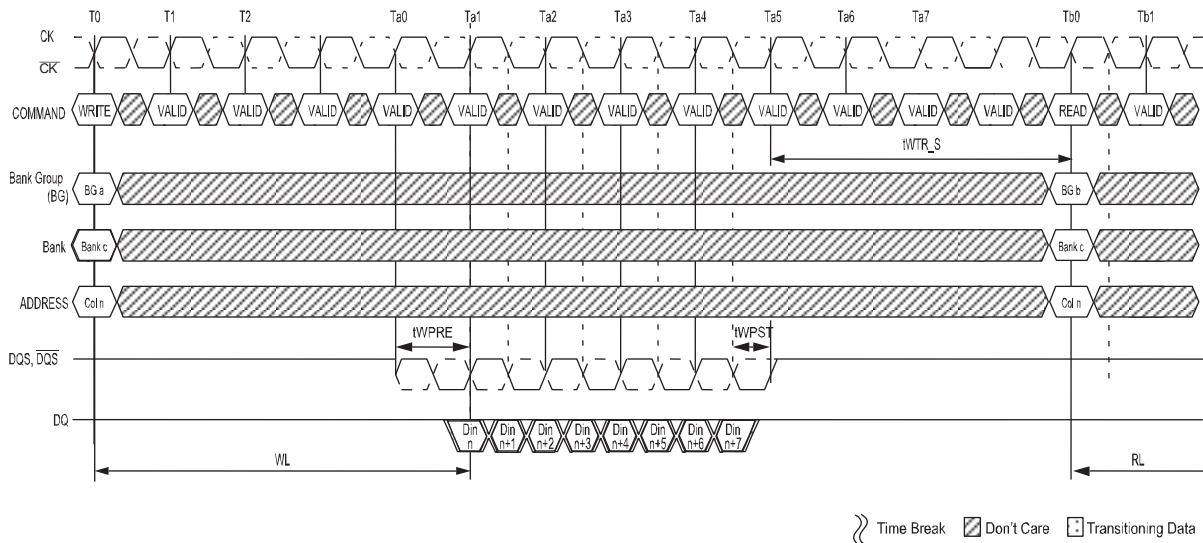 T0 T1 T2 Ta0 Ta1 Ta2 Ta3 Ta4 Ta5 Ta6 Ta7 Tb0 Tb1
CK
CK
COMMAND WRITE VALID VALID VALID VALID VALID VALID VALID VALID VALID VALID VALID VALID READ VALID
tWTR_S
Bank Group
(BG) BG a BG b
Bank Bank c Bank c
ADDRESS Col n Col n
tWPRE tWPST
DQS, DQS
DQ Din n Din n+1 Din n+2 Din n+3 Din n+4 Din n+5 Din n+6 Din n+7
WL RL
Time Break Don't Care Transitioning Data